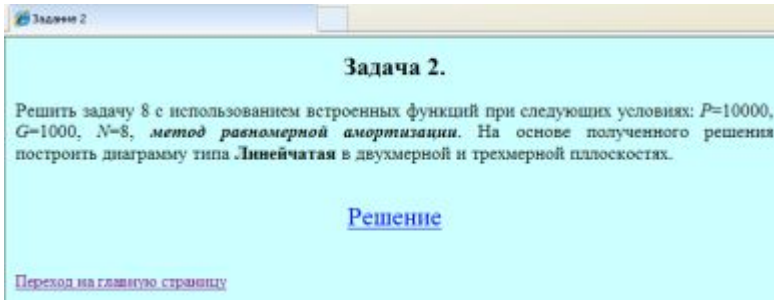 Задание 2
Задача 2.
Решить задачу 8 с использованием встроенных функций при следующих условиях: P=10000,
G=1000, N=8, метод равномерной амортизации. На основе полученного решения
построить диаграмму типа Линейчатая в двухмерной и трехмерной пллоскостях.
Решение
Переход на главную страницу